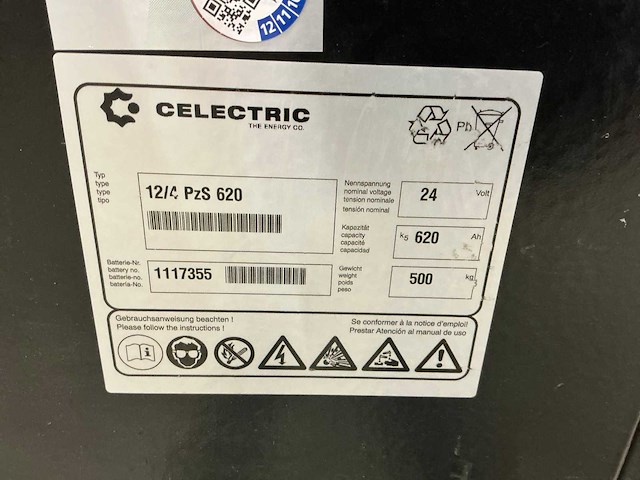 12 11 10
CELECTRIC
THE ENERGY CO.
Pb
Typ
type
type
tipo
12/4 PzS 620
Nennspannung
nominal voltage
tension nominale
tensión nominal
24 Volt
Kapazität
capacity
capacité
capacidad
k5 620 Ah
Batterie-Nr.
battery no.
batterie-no.
batería-No.
1117355
Gewicht
weight
poids
peso
500 kg
Gebrauchsanweisung beachten !
Please follow the instructions !
Se conformer à la notice d'emploi!
Prestar Atención al manual de uso